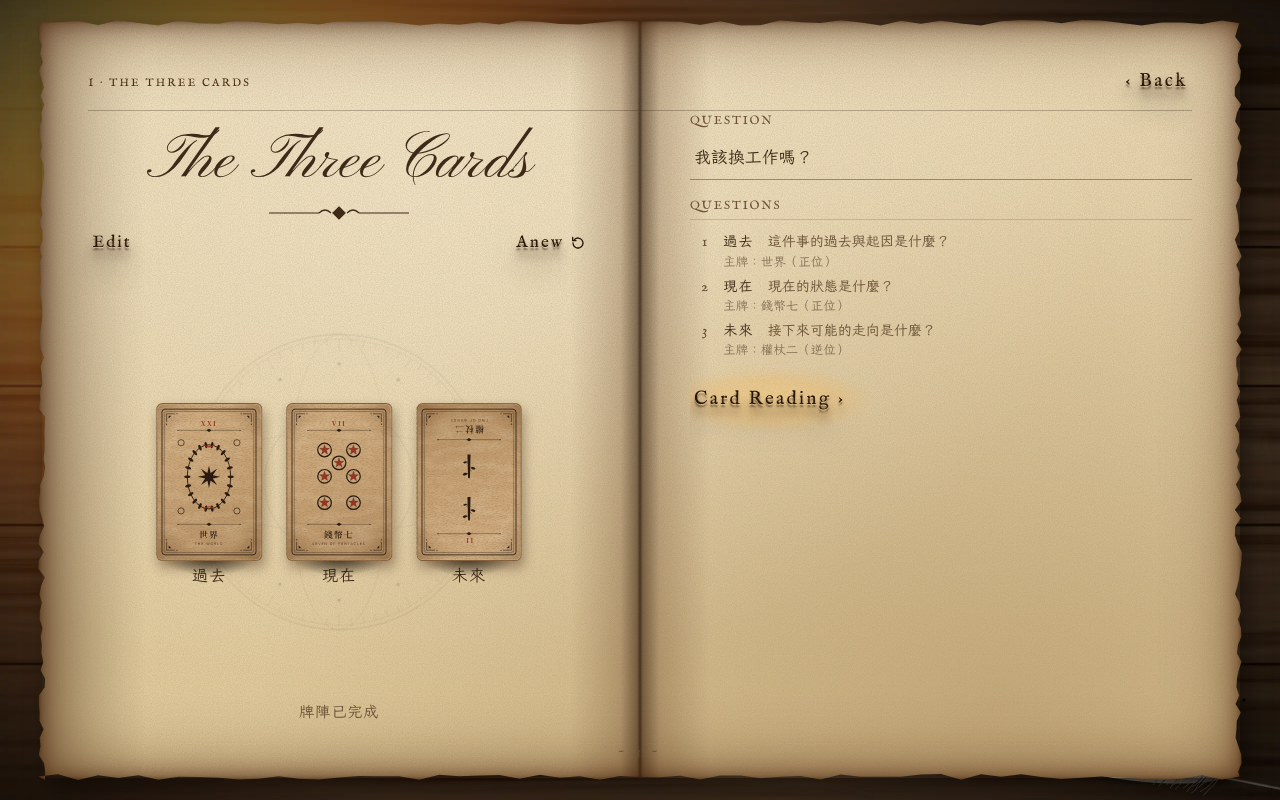 I · THE THREE CARDS
The Three Cards
Edit
Anew
XXI
世界
THE WORLD
過去
VII
錢幣七
SEVEN OF PENTACLES
現在
權杖二
II
未來
牌陣已完成
‹ Back
QUESTION
我該換工作嗎？
QUESTIONS
1 過去 這件事的過去與起因是什麼？
主牌：世界（正位）
2 現在 現在的狀態是什麼？
主牌：錢幣七（正位）
3 未來 接下來可能的走向是什麼？
主牌：權杖二（逆位）
Card Reading ›